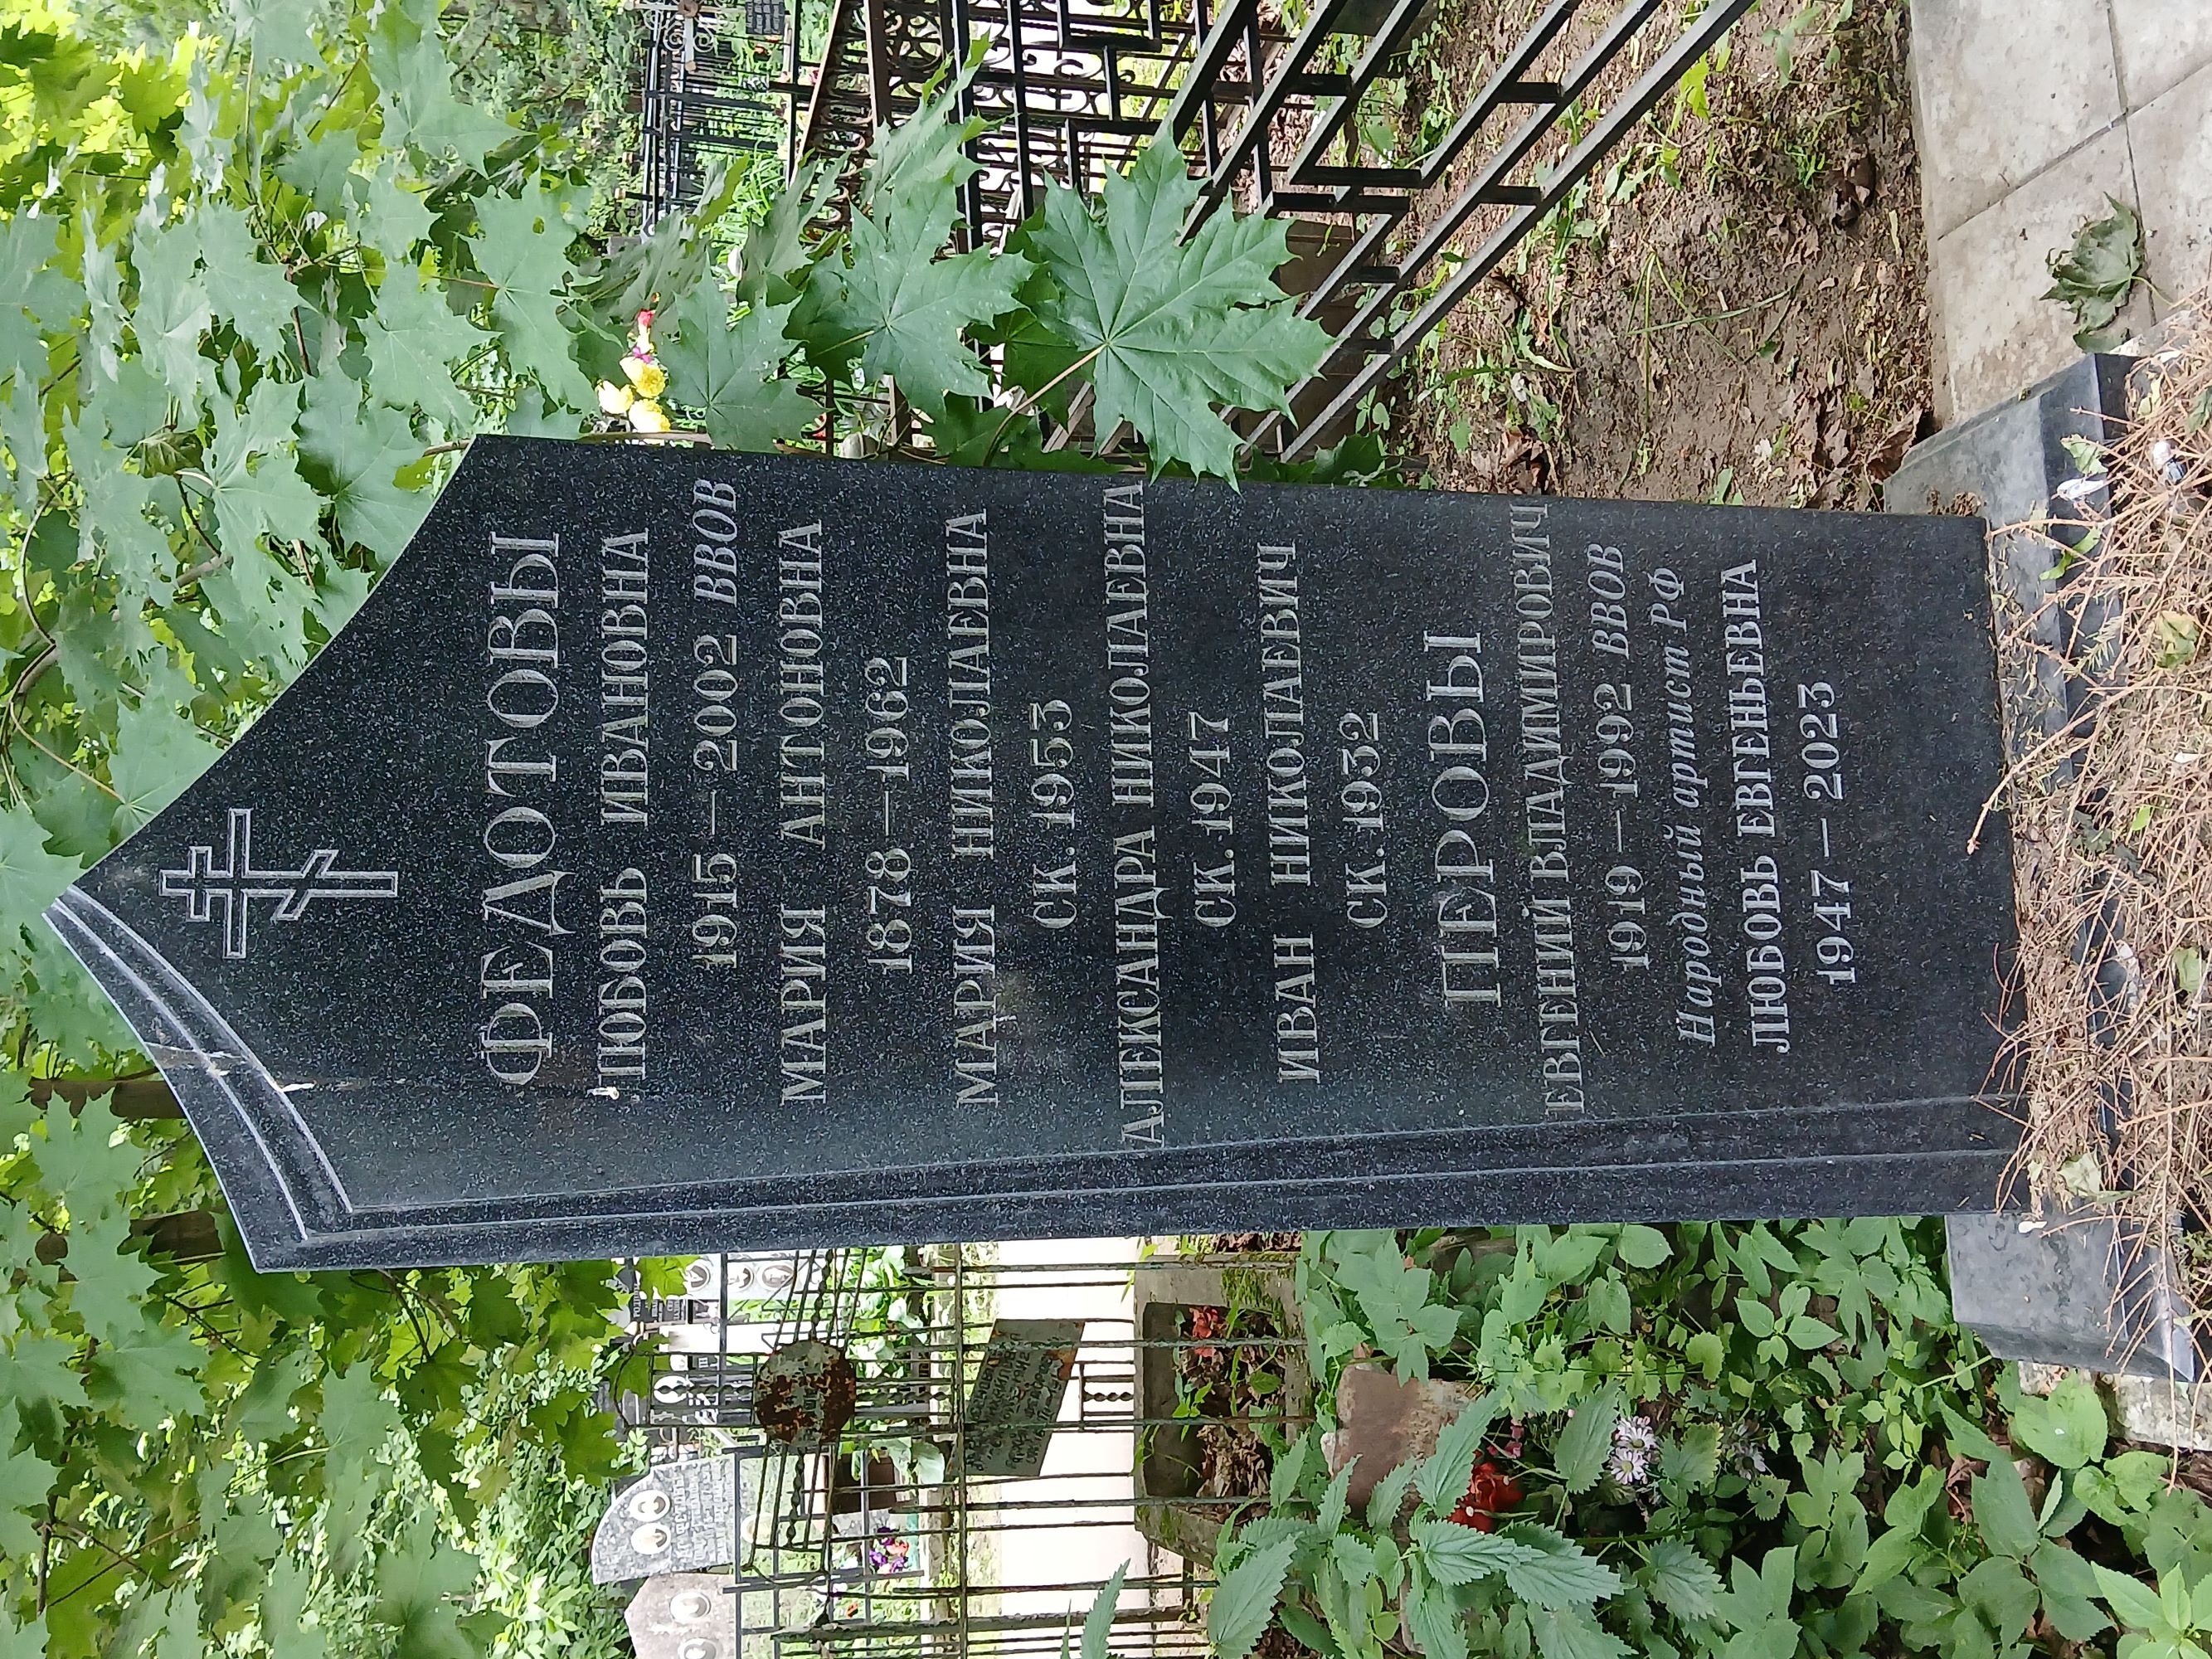 ФЕДОТОВЫ
ЛЮБОВЬ ИВАНОВНА
1915 – 2002 ВВОВ
МАРИЯ АНТОНОВНА
1878 – 1962
МАРИЯ НИКОЛАЕВНА
СК. 1953
АЛЕКСАНДРА НИКОЛАЕВНА
СК. 1947
ИВАН НИКОЛАЕВИЧ
СК. 1932
ПЕРОВЫ
ЕВГЕНИЙ ВЛАДИМИРОВИЧ
1919 – 1992 ВВОВ
Народный артист РФ
ЛЮБОВЬ ЕВГЕНЬЕВНА
1947 – 2023